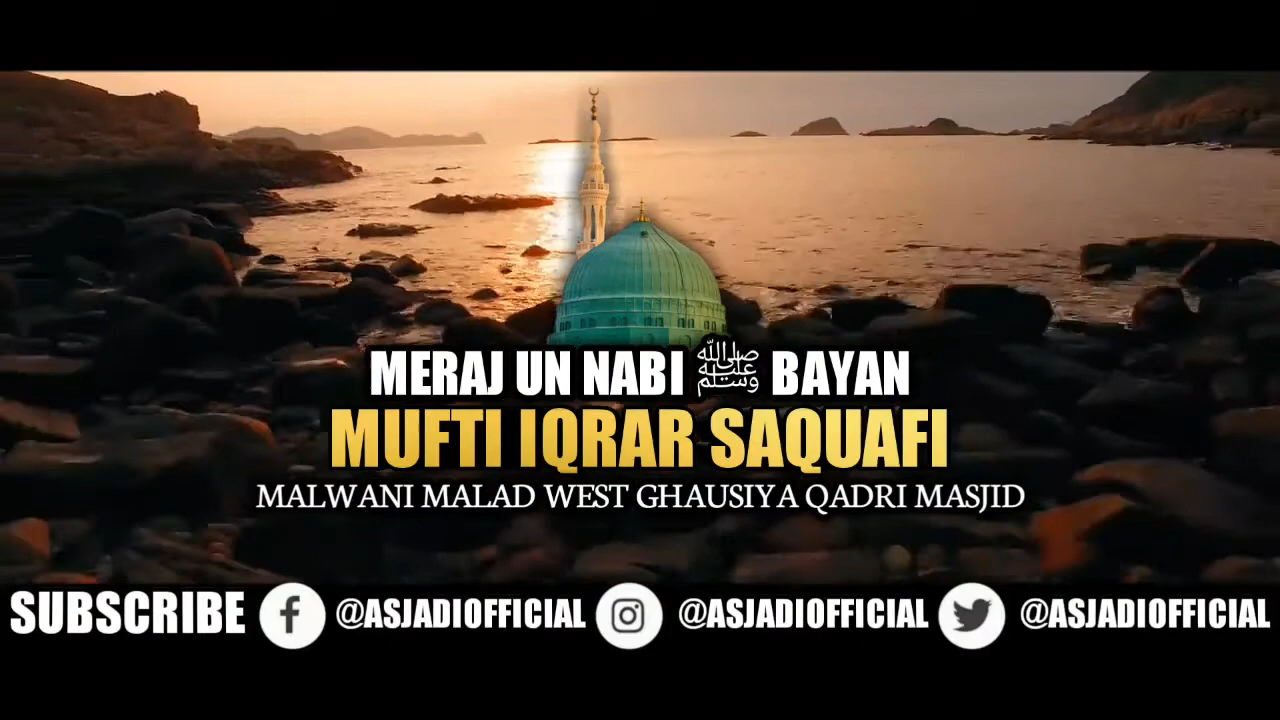 MERAJ UN NABI ﷺ BAYAN
MUFTI IQRAR SAQUAFI
MALWANI MALAD WEST GHAUSIYA QADRI MASJID
SUBSCRIBE @ASJADIOFFICIAL @ASJADIOFFICIAL @ASJADIOFFICIAL